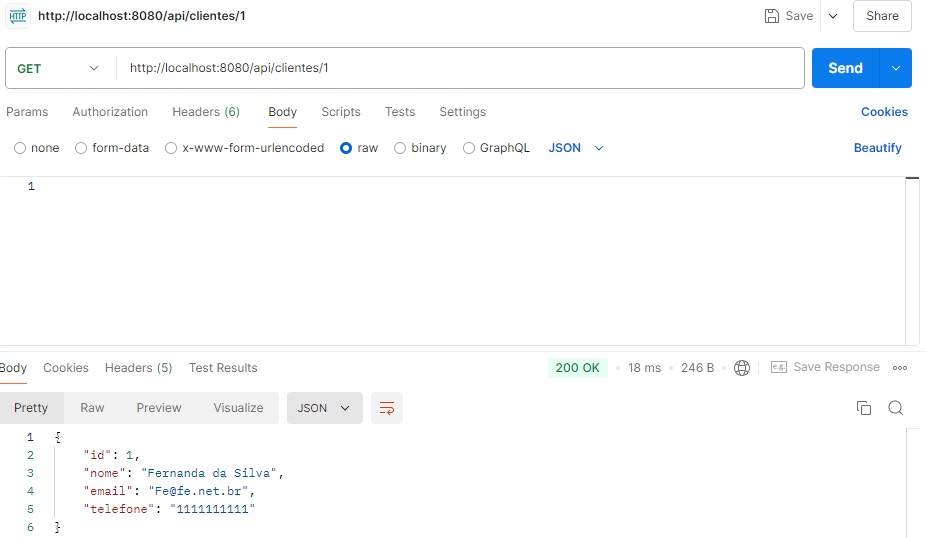 HTTP http://localhost:8080/api/clientes/1 Save Share
GET http://localhost:8080/api/clientes/1 Send
Params Authorization Headers (6) Body Scripts Tests Settings Cookies
none form-data x-www-form-urlencoded raw binary GraphQL JSON Beautify
1
Body Cookies Headers (5) Test Results 200 OK 18 ms 246 B e.g. Save Response
Pretty Raw Preview Visualize JSON
1 {
2 "id": 1,
3 "nome": "Fernanda da Silva",
4 "email": "Fe@fe.net.br",
5 "telefone": "1111111111"
6 }